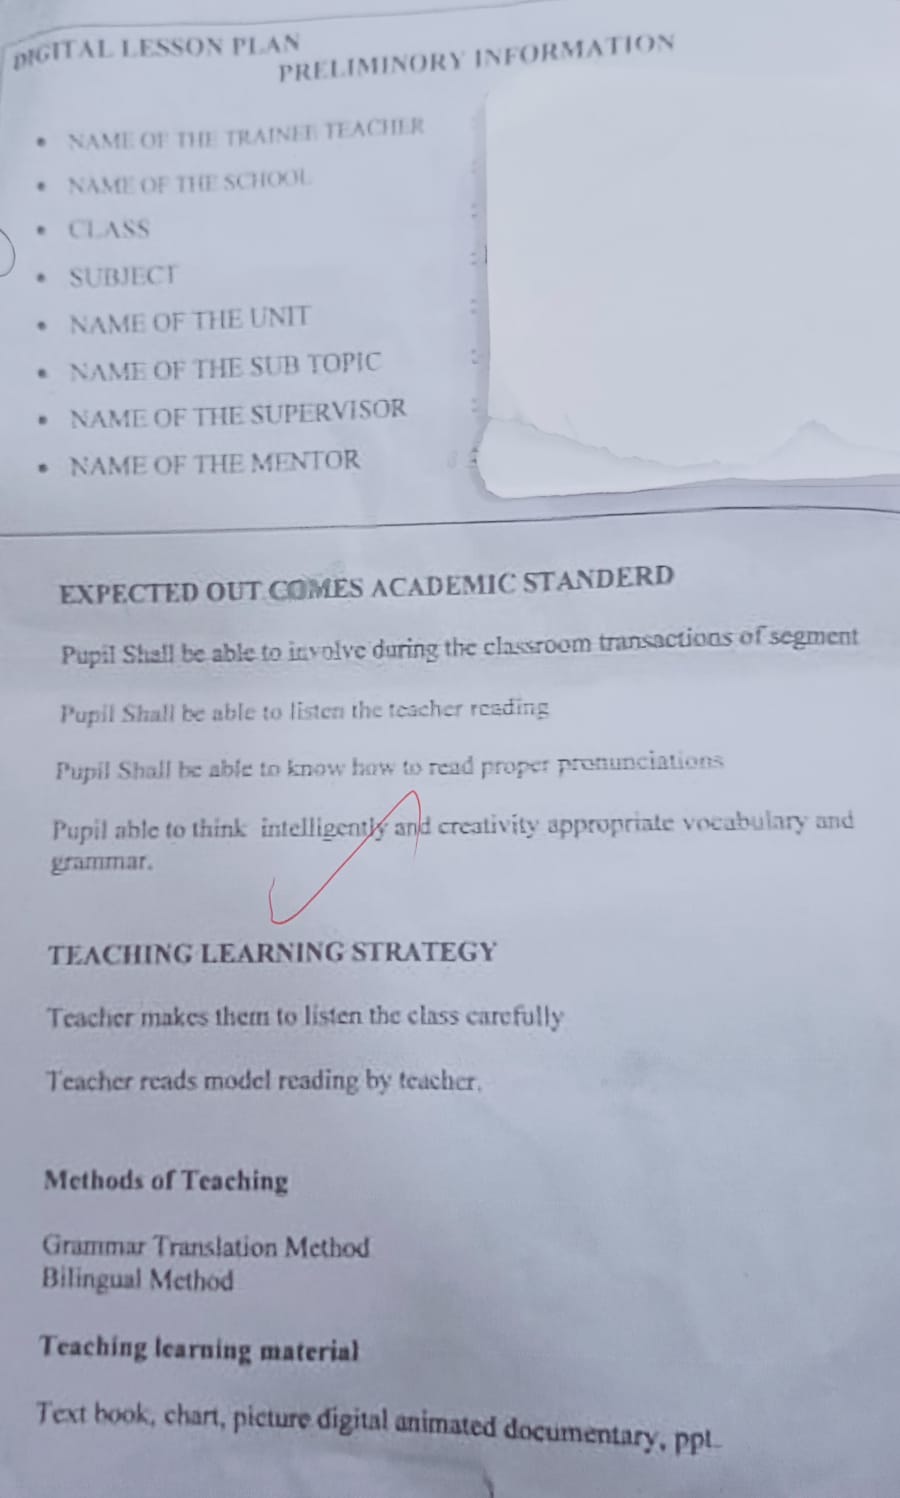 DIGITAL LESSON PLAN
PRELIMINORY INFORMATION
• NAME OF THE TRAINEE TEACHER :
• NAME OF THE SCHOOL :
• CLASS :
• SUBJECT :
• NAME OF THE UNIT :
• NAME OF THE SUB TOPIC :
• NAME OF THE SUPERVISOR :
• NAME OF THE MENTOR :
EXPECTED OUT COMES ACADEMIC STANDERD
Pupil Shall be able to involve during the classroom transactions of segment
Pupil Shall be able to listen the teacher reading
Pupil Shall be able to know how to read proper pronunciations
Pupil able to think intelligently and creativity appropriate vocabulary and
grammar.
TEACHING LEARNING STRATEGY
Teacher makes them to listen the class carefully
Teacher reads model reading by teacher.
Methods of Teaching
Grammar Translation Method
Bilingual Method
Teaching learning material
Text book, chart, picture digital animated documentary, ppt.